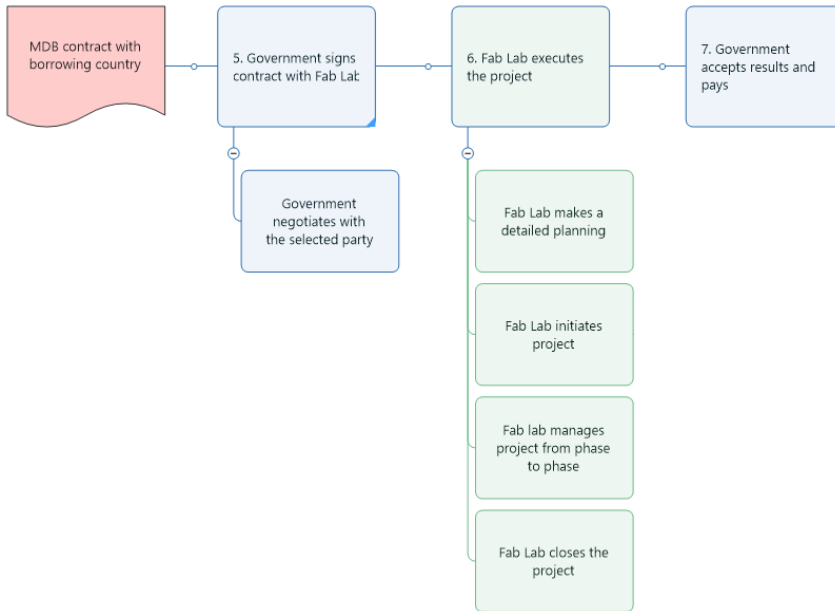 MDB contract with
borrowing country
5. Government signs
contract with Fab Lab
6. Fab Lab executes
the project
7. Government
accepts results and
pays
Government
negotiates with
the selected party
Fab Lab makes a
detailed planning
Fab Lab initiates
project
Fab lab manages
project from phase
to phase
Fab Lab closes the
project